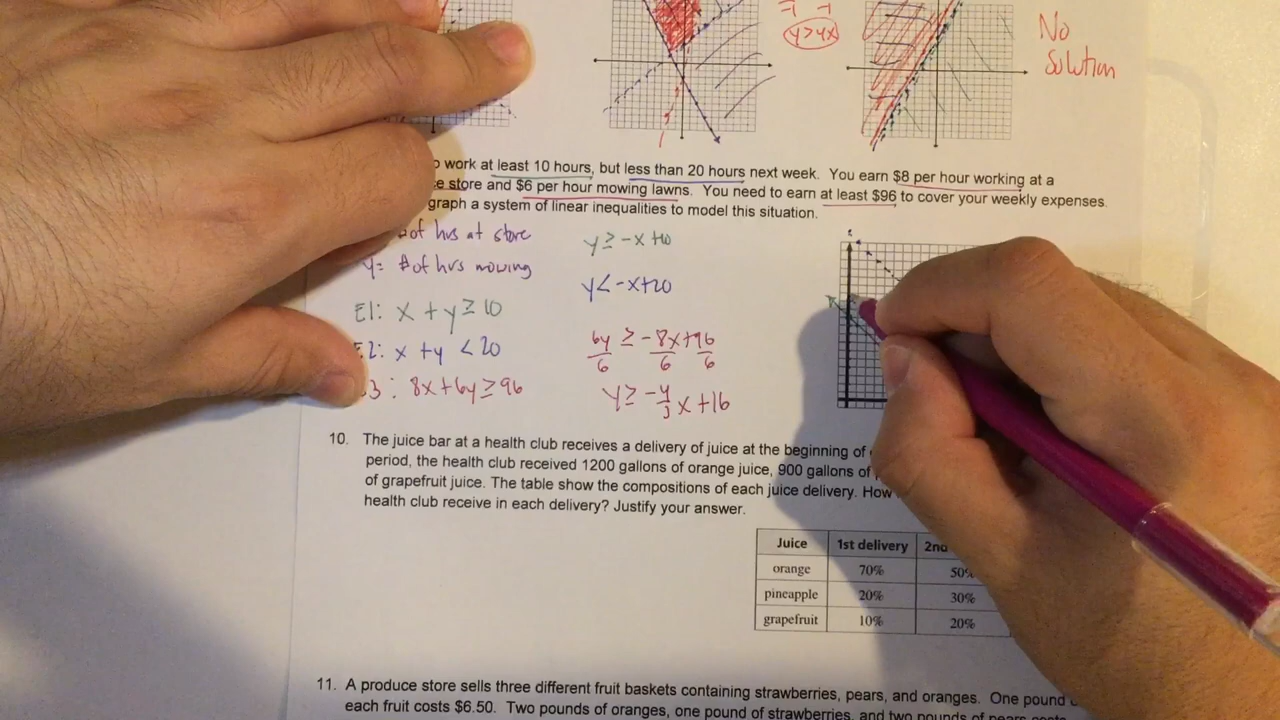 -1 -1
y>4x
No
Solution
work at least 10 hours, but less than 20 hours next week. You earn $8 per hour working at a
store and $6 per hour mowing lawns. You need to earn at least $96 to cover your weekly expenses.
graph a system of linear inequalities to model this situation.
# of hrs at store
y= # of hrs mowing
E1: x + y ≥ 10
2: x + y < 20
3: 8x+6y≥96
y ≥ -x +10
y< -x+20
6y ≥ -8x+96
6 6 6
y≥ -4/3 x +16
10. The juice bar at a health club receives a delivery of juice at the beginning of
period, the health club received 1200 gallons of orange juice, 900 gallons of
of grapefruit juice. The table show the compositions of each juice delivery. How
health club receive in each delivery? Justify your answer.
Juice 1st delivery 2nd
orange 70% 50%
pineapple 20% 30%
grapefruit 10% 20%
11. A produce store sells three different fruit baskets containing strawberries, pears, and oranges. One pound
each fruit costs $6.50. Two pounds of oranges, one pound of strawberries, and two pounds of pears costs